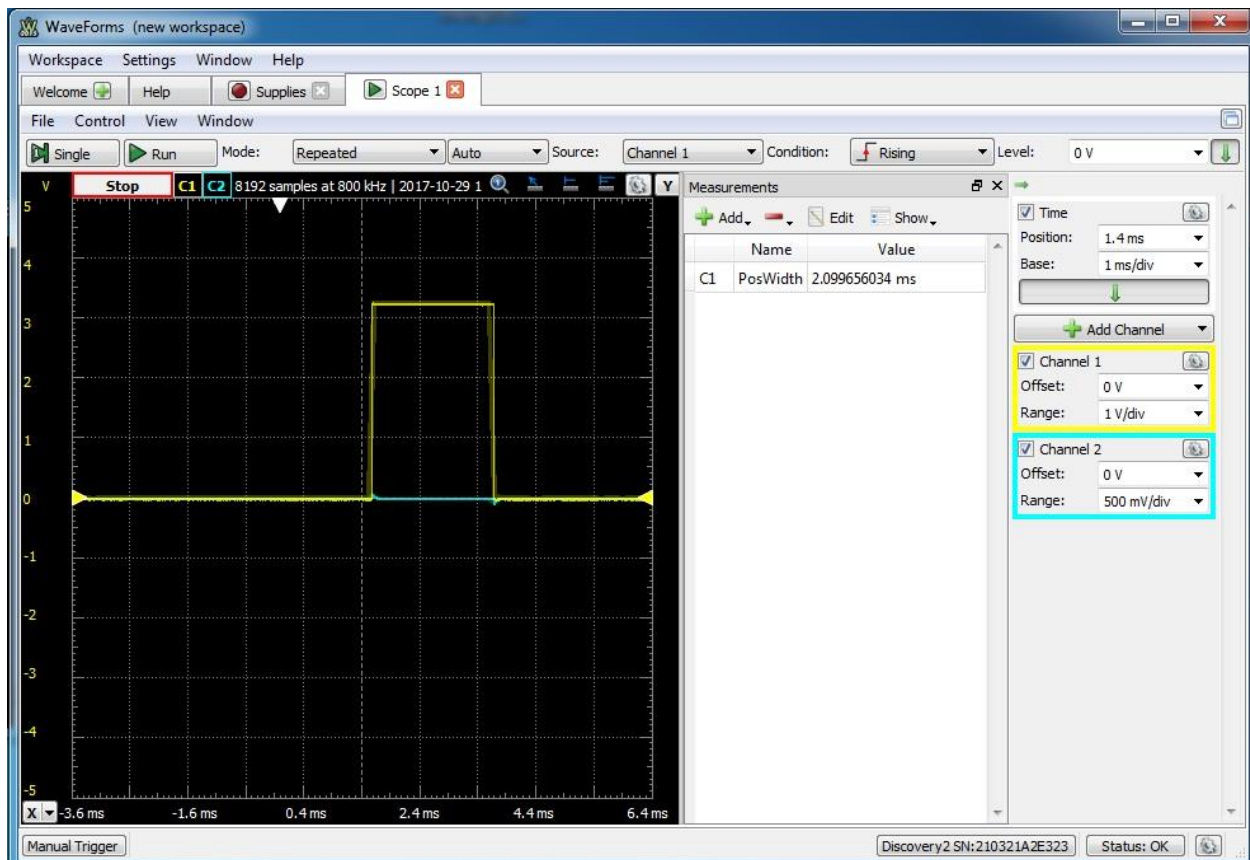 WaveForms (new workspace)
Workspace Settings Window Help
Welcome Help Supplies Scope 1
File Control View Window
Single Run Mode: Repeated Auto Source: Channel 1 Condition: Rising Level: 0 V
V Stop C1 C2 8192 samples at 800 kHz | 2017-10-29 1 Y
5
4
3
2
1
0
-1
-2
-3
-4
-5
X -3.6 ms -1.6 ms 0.4 ms 2.4 ms 4.4 ms 6.4 ms
Measurements
Add Edit Show
Name Value
C1 PosWidth 2.099656034 ms
Time
Position: 1.4 ms
Base: 1 ms/div
Add Channel
Channel 1
Offset: 0 V
Range: 1 V/div
Channel 2
Offset: 0 V
Range: 500 mV/div
Manual Trigger Discovery2 SN:210321A2E323 Status: OK